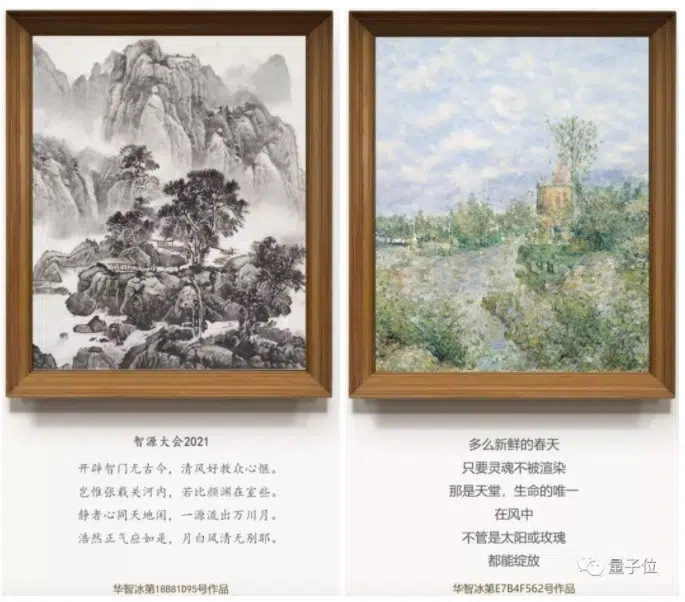 智源大会2021
开辟智门无古今，清风好教众心惬。
岂惟张载关河内，若比颜渊在室些。
静者心同天地闲，一源流出万川月。
浩然正气应如是，月白风清无别耶。
华智冰第18B81D95号作品
多么新鲜的春天
只要灵魂不被渲染
那是天堂，生命的唯一
在风中
不管是太阳或玫瑰
都能绽放
华智冰第E7B4F562号作品
量子位